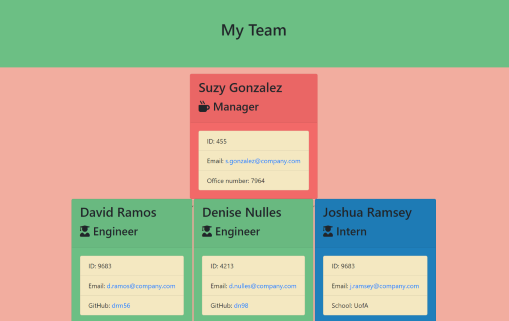 My Team
Suzy Gonzalez
Manager
ID: 455
Email: s.gonzalez@company.com
Office number: 7964
David Ramos
Engineer
ID: 9683
Email: d.ramos@company.com
GitHub: drm56
Denise Nulles
Engineer
ID: 4213
Email: d.nulles@company.com
GitHub: dn98
Joshua Ramsey
Intern
ID: 9683
Email: j.ramsey@company.com
School: UofA